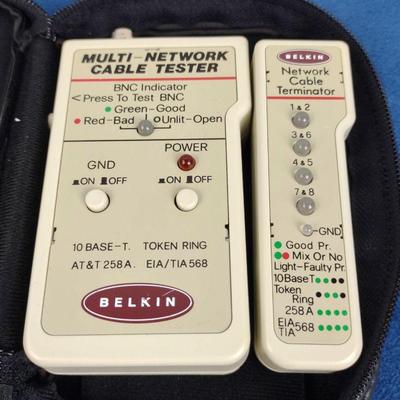 MULTI-NETWORK
CABLE TESTER
BNC Indicator
<Press To Test BNC
Green-Good
Red-Bad Unlit-Open
POWER
GND
ON OFF ON OFF
10 BASE-T. TOKEN RING
AT&T 258A. EIA/TIA568
BELKIN
BELKIN
Network
Cable
Terminator
1 & 2
3 & 6
4 & 5
7 & 8
-GND
Good Pr.
Mix Or No
Light-Faulty Pr.
10BaseT
Token
Ring
258A
EIA
TIA 568